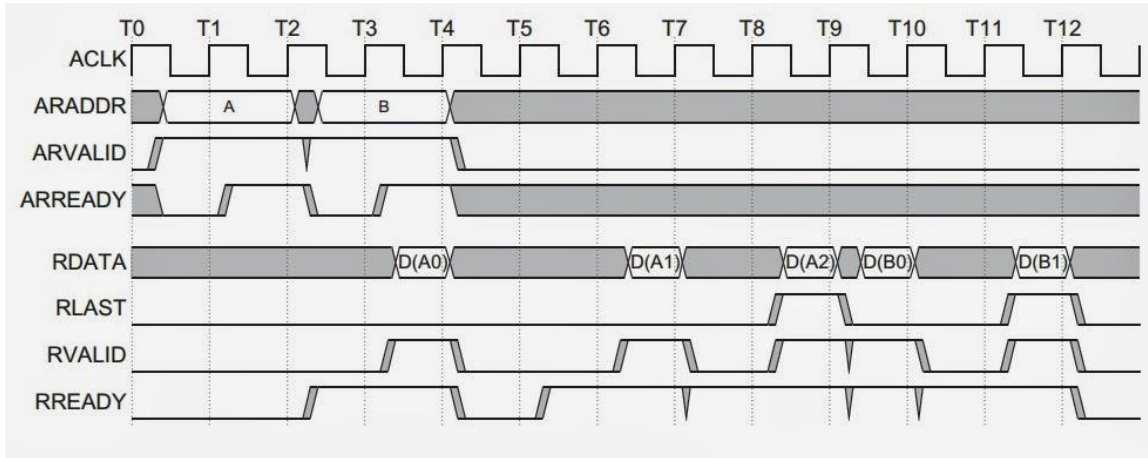 T0 T1 T2 T3 T4 T5 T6 T7 T8 T9 T10 T11 T12
ACLK
ARADDR A B
ARVALID
ARREADY
RDATA D(A0) D(A1) D(A2) D(B0) D(B1)
RLAST
RVALID
RREADY